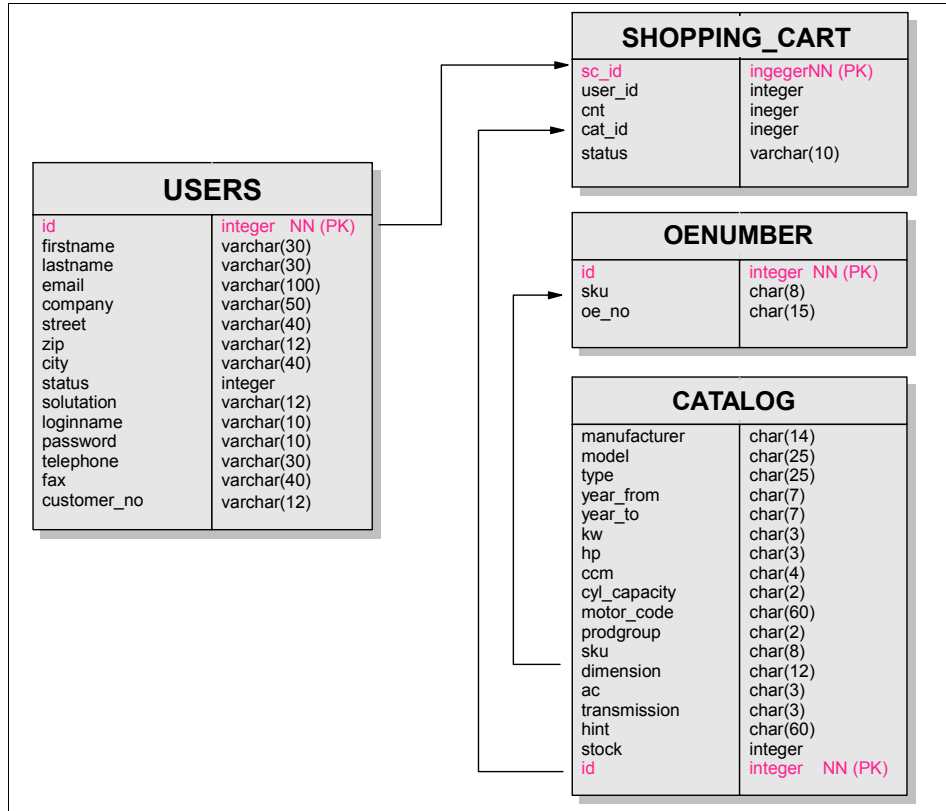 SHOPPING_CART
sc_id ingegerNN (PK)
user_id integer
cnt ineger
cat_id ineger
status varchar(10)
USERS
id integer NN (PK)
firstname varchar(30)
lastname varchar(30)
email varchar(100)
company varchar(50)
street varchar(40)
zip varchar(12)
city varchar(40)
status integer
solutation varchar(12)
loginname varchar(10)
password varchar(10)
telephone varchar(30)
fax varchar(40)
customer_no varchar(12)
OENUMBER
id integer NN (PK)
sku char(8)
oe_no char(15)
CATALOG
manufacturer char(14)
model char(25)
type char(25)
year_from char(7)
year_to char(7)
kw char(3)
hp char(3)
ccm char(4)
cyl_capacity char(2)
motor_code char(60)
prodgroup char(2)
sku char(8)
dimension char(12)
ac char(3)
transmission char(3)
hint char(60)
stock integer
id integer NN (PK)